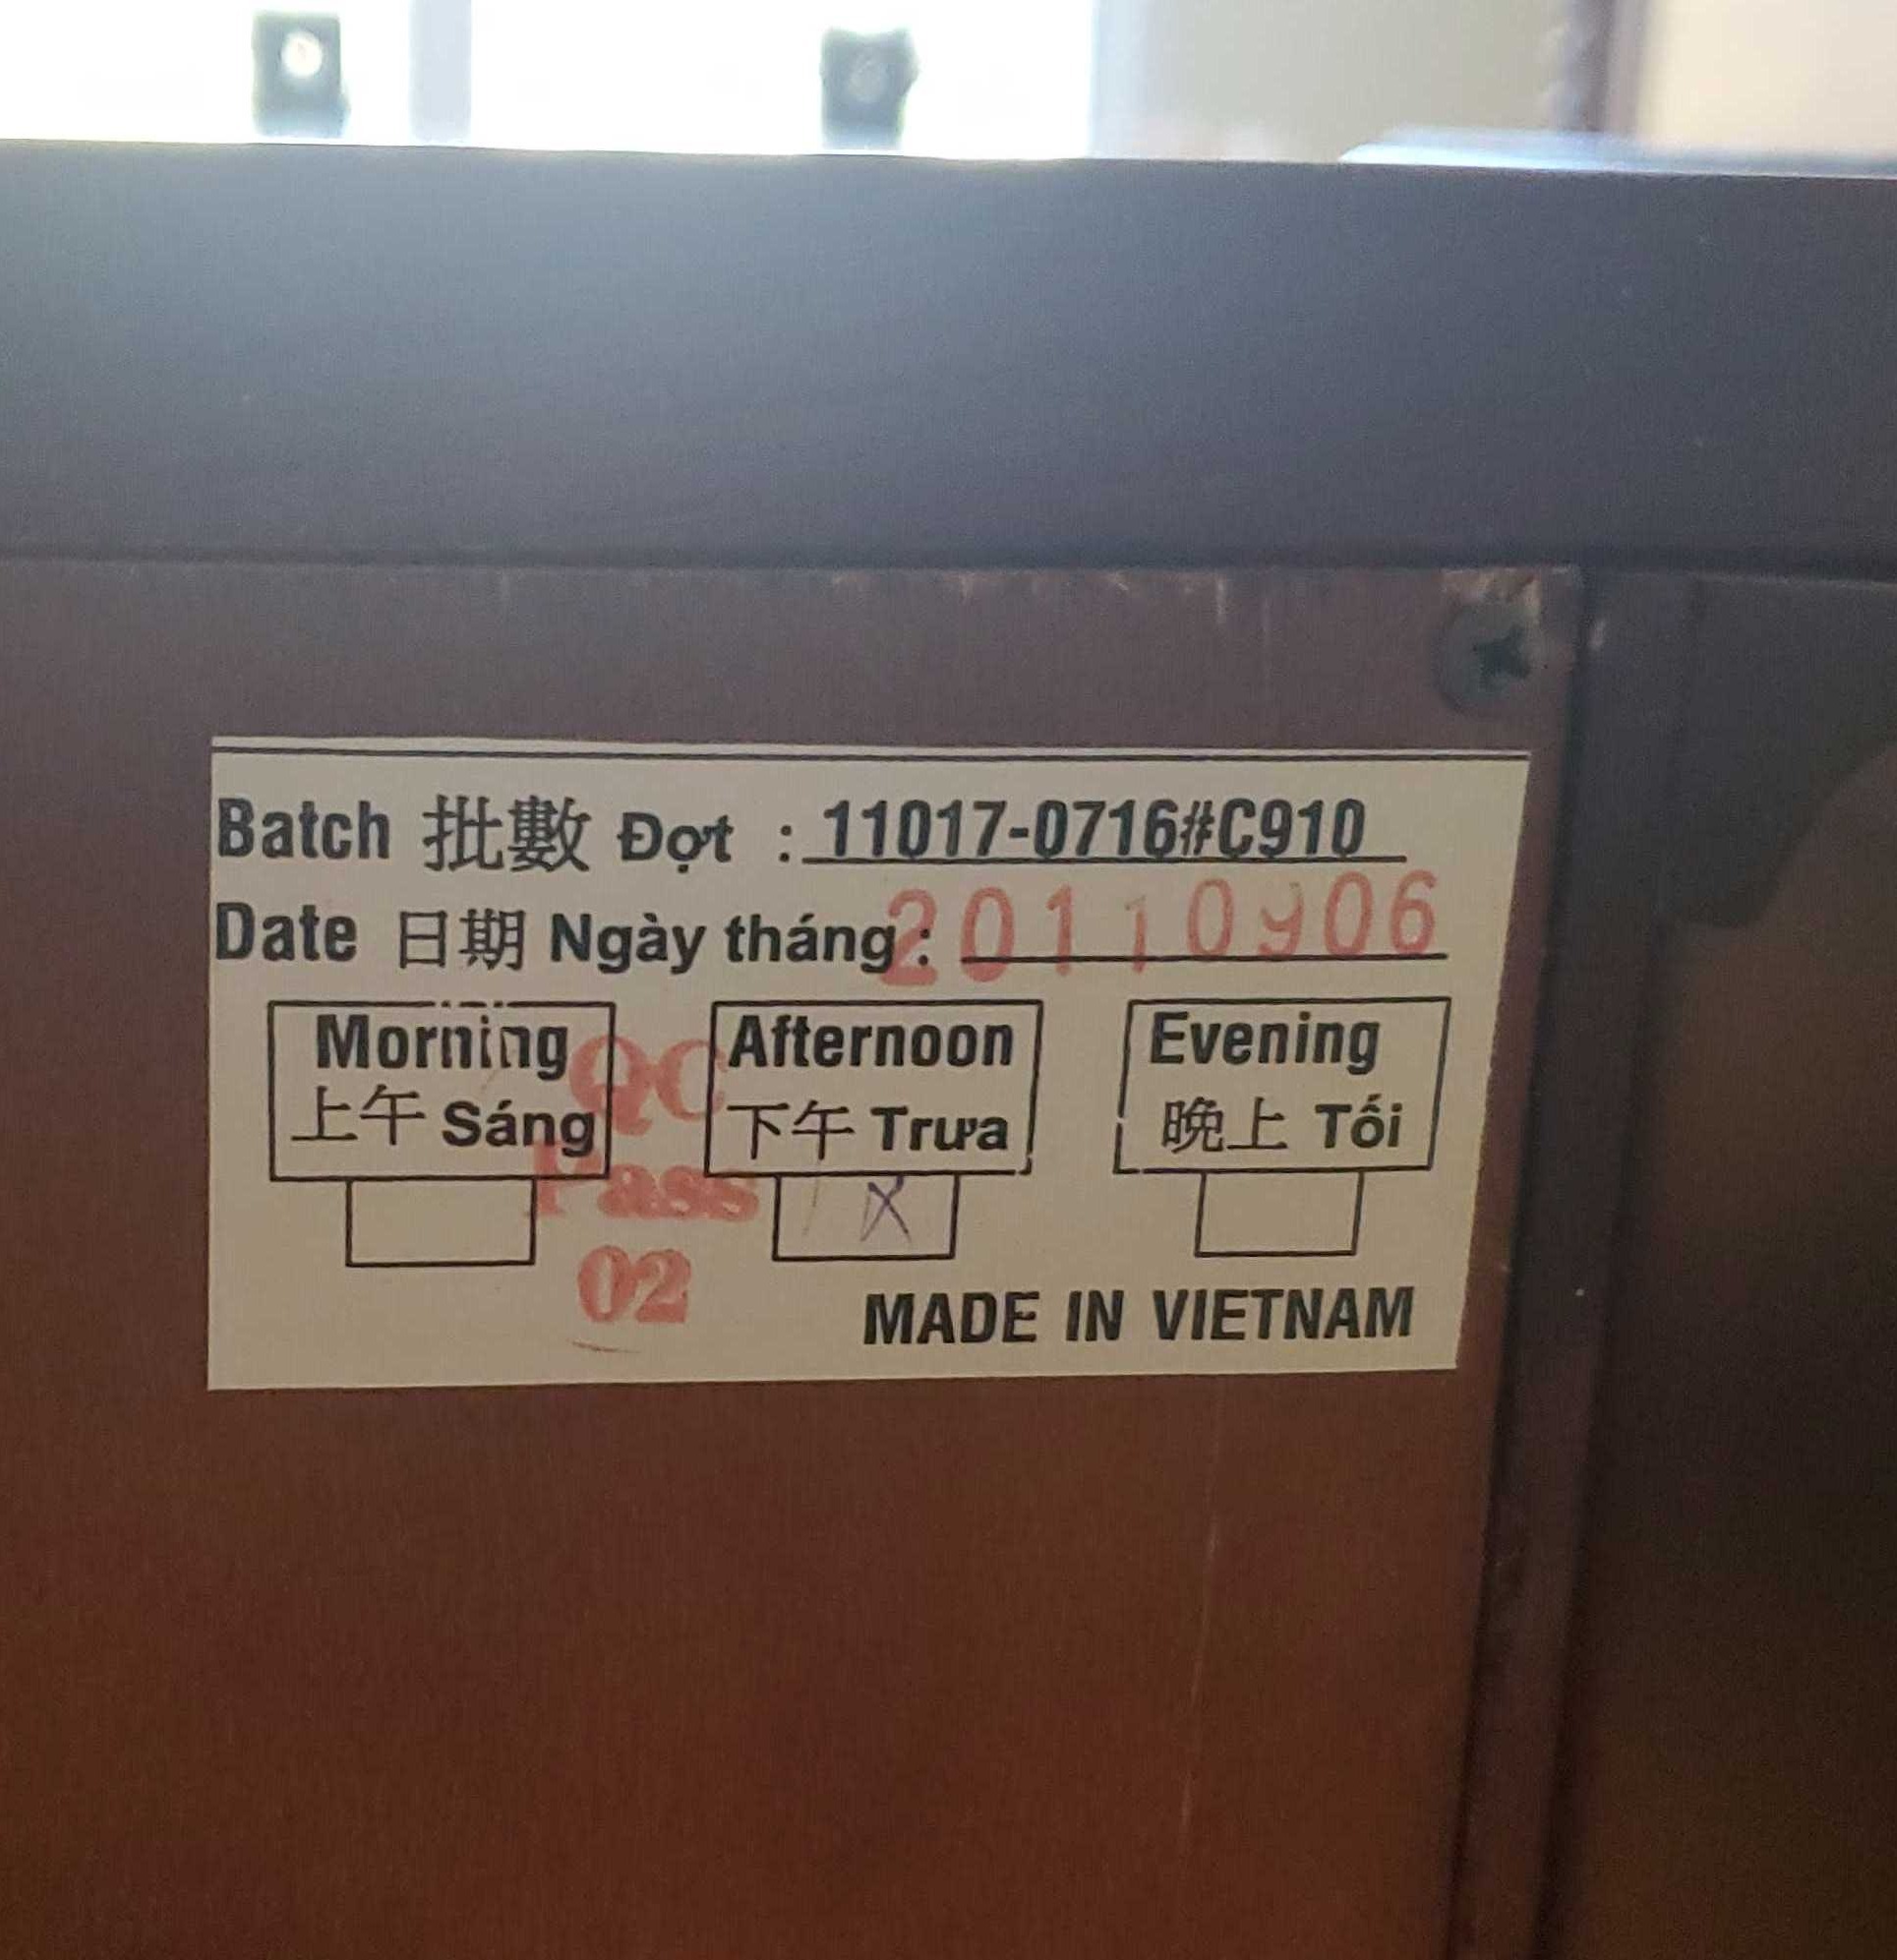 Batch 批數 Đợt : 11017-0716#C910
Date 日期 Ngày tháng : 20110906
Morning
上午 Sáng
Afternoon
下午 Trưa
X
Evening
晚上 Tối
QC
Pass
02
MADE IN VIETNAM